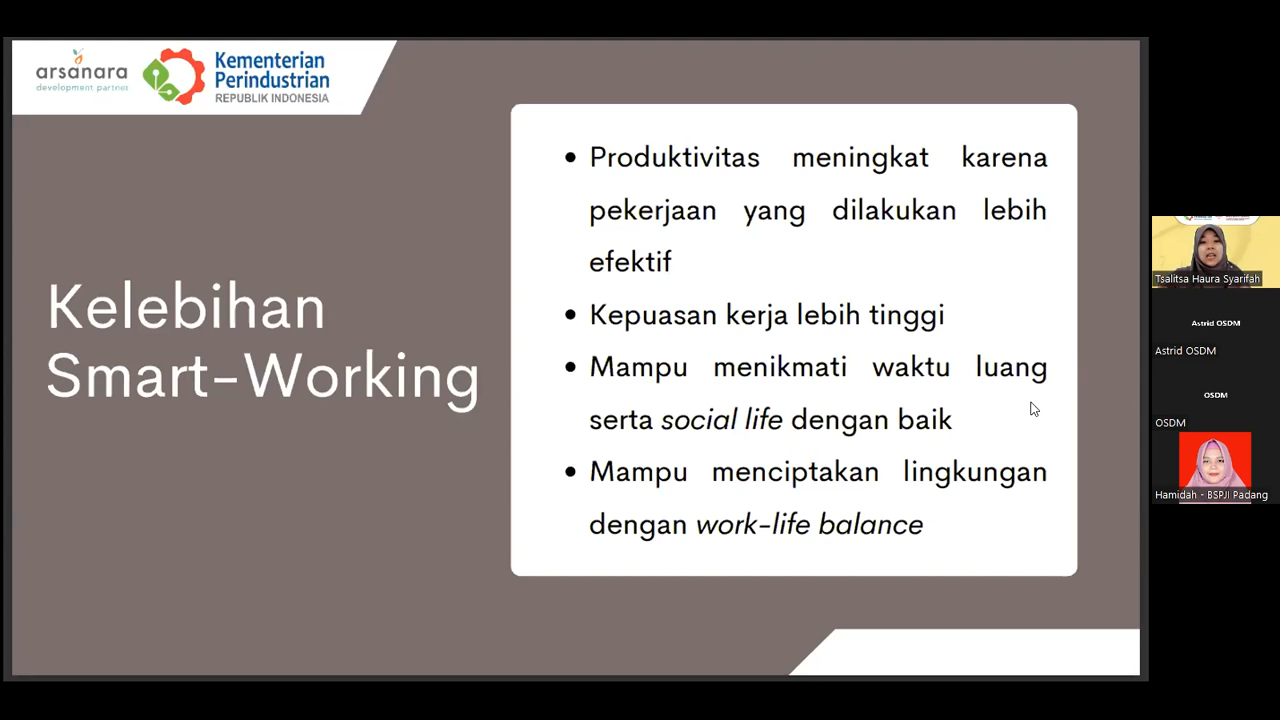 arsanara
development partner
Kementerian
Perindustrian
REPUBLIK INDONESIA
Kelebihan
Smart-Working
• Produktivitas meningkat karena
pekerjaan yang dilakukan lebih
efektif
• Kepuasan kerja lebih tinggi
• Mampu menikmati waktu luang
serta social life dengan baik
• Mampu menciptakan lingkungan
dengan work-life balance
Tsalitsa Haura Syarifah
Astrid OSDM
Astrid OSDM
OSDM
OSDM
Hamidah - BSPJI Padang